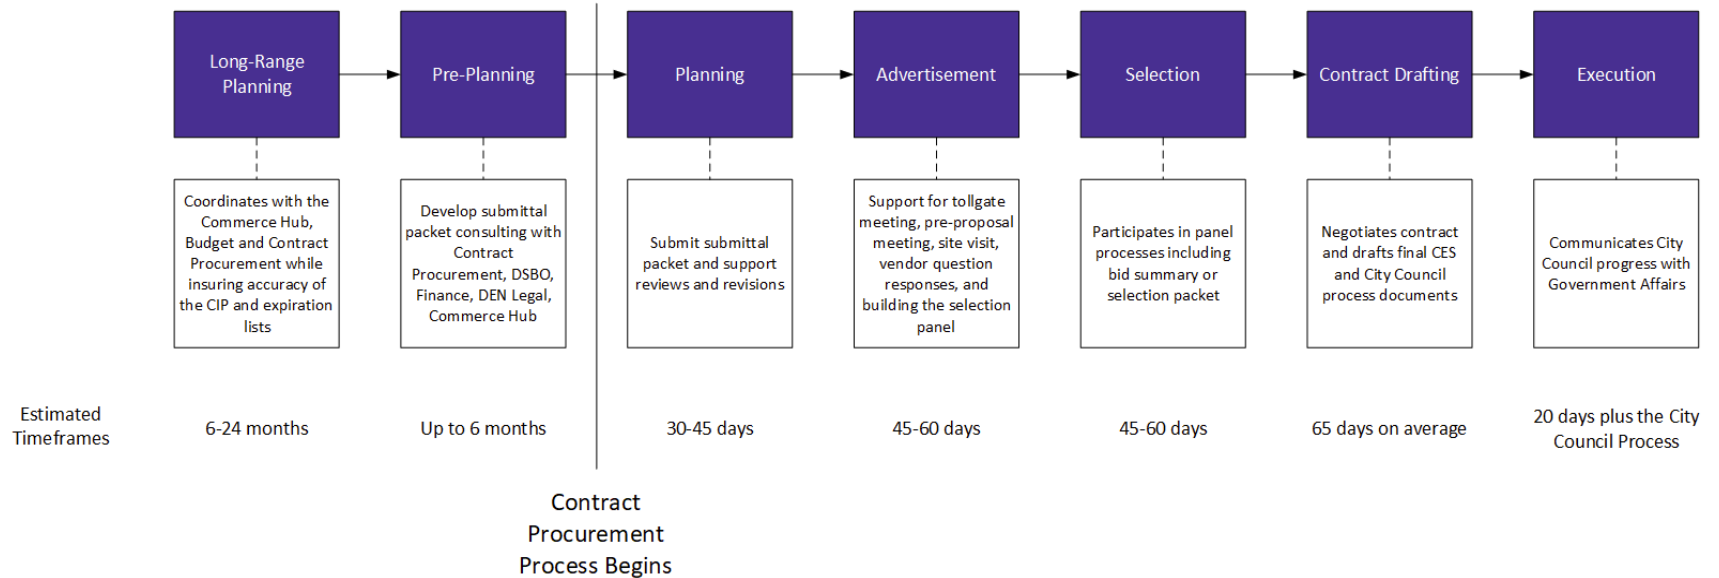 Long-Range
Planning
Pre-Planning
Planning
Advertisement
Selection
Contract Drafting
Execution
Coordinates with the
Commerce Hub,
Budget and Contract
Procurement while
insuring accuracy of
the CIP and expiration
lists
Develop submittal
packet consulting with
Contract
Procurement, DSBO,
Finance, DEN Legal,
Commerce Hub
Submit submittal
packet and support
reviews and revisions
Support for tollgate
meeting, pre-proposal
meeting, site visit,
vendor question
responses, and
building the selection
panel
Participates in panel
processes including
bid summary or
selection packet
Negotiates contract
and drafts final CES
and City Council
process documents
Communicates City
Council progress with
Government Affairs
Estimated
Timeframes
6-24 months
Up to 6 months
30-45 days
45-60 days
45-60 days
65 days on average
20 days plus the City
Council Process
Contract
Procurement
Process Begins